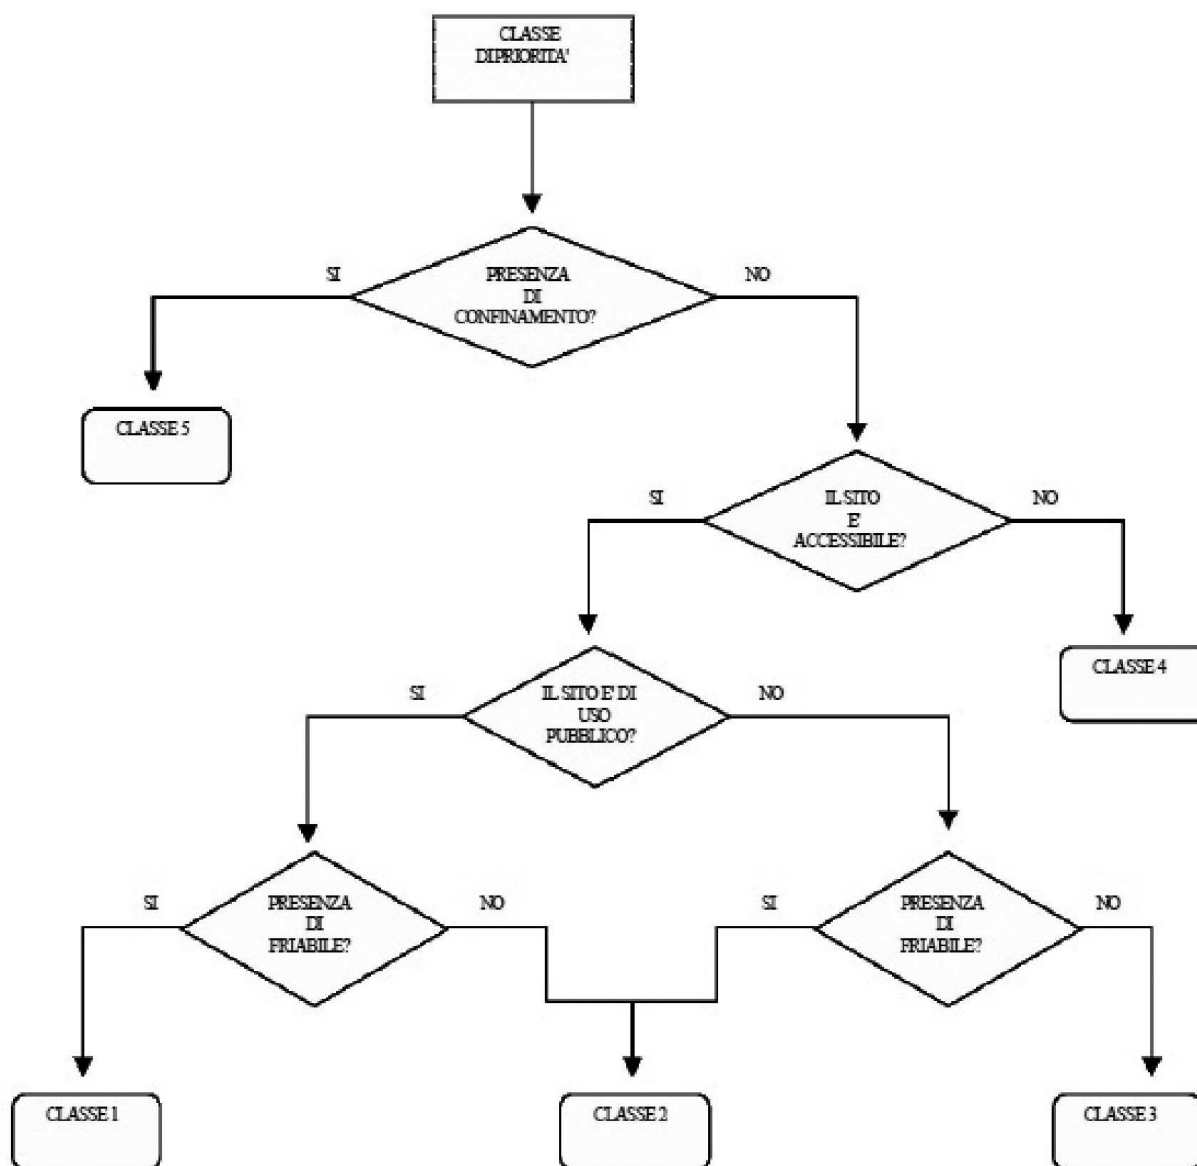 CLASSE
DI PRIORITA'
SI
PRESENZA
DI
CONFINAMENTO?
NO
CLASSE 5
SI
IL SITO
E'
ACCESSIBILE?
NO
CLASSE 4
SI
IL SITO E' DI
USO
PUBBLICO?
NO
SI
PRESENZA
DI
FRIABILE?
NO
SI
PRESENZA
DI
FRIABILE?
NO
CLASSE 1
CLASSE 2
CLASSE 3